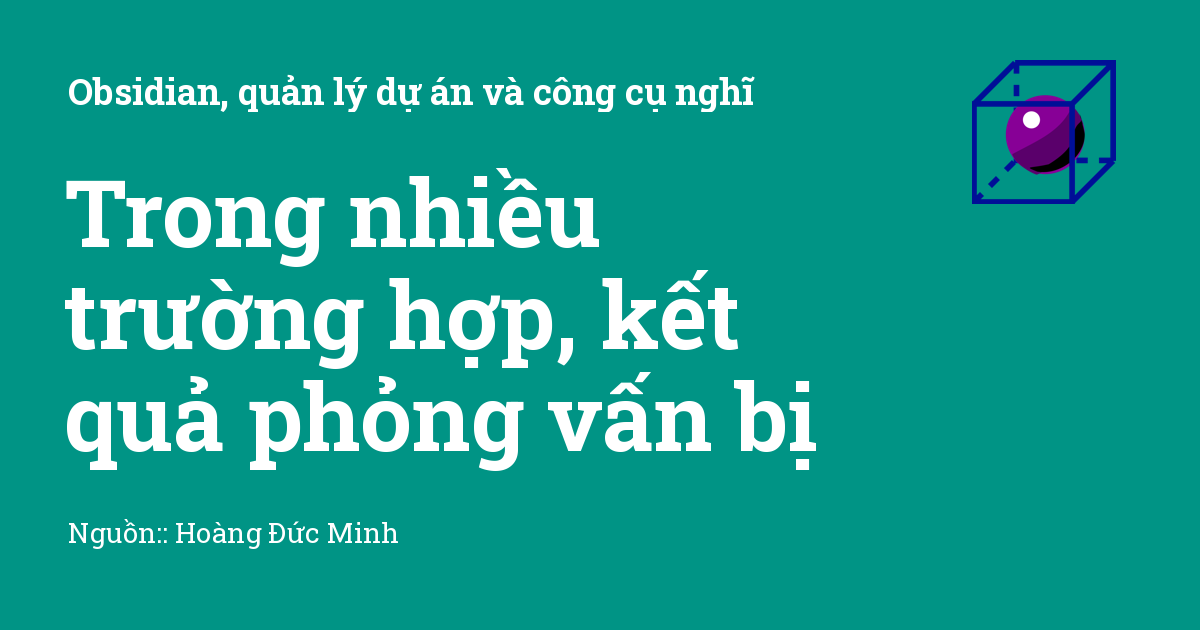 Obsidian, quản lý dự án và công cụ nghĩ
Trong nhiều
trường hợp, kết
quả phỏng vấn bị
Nguồn:: Hoàng Đức Minh